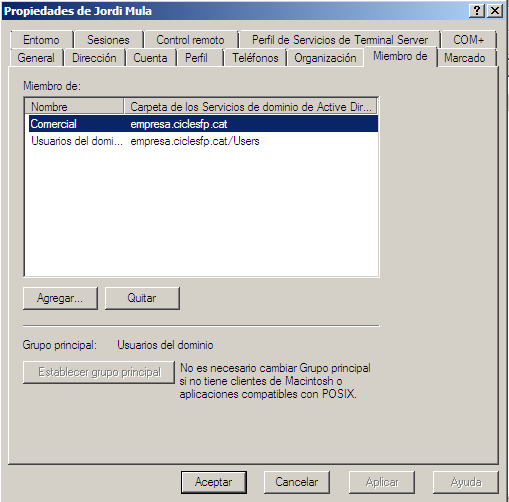 Propiedades de Jordi Mula
Entorno Sesiones Control remoto Perfil de Servicios de Terminal Server COM+
General Dirección Cuenta Perfil Teléfonos Organización Miembro de Marcado
Miembro de:
Nombre Carpeta de los Servicios de dominio de Active Dir...
Comercial empresa.ciclesfp.cat
Usuarios del domi... empresa.ciclesfp.cat/Users
Agregar... Quitar
Grupo principal: Usuarios del dominio
Establecer grupo principal
No es necesario cambiar Grupo principal
si no tiene clientes de Macintosh o
aplicaciones compatibles con POSIX.
Aceptar Cancelar Aplicar Ayuda